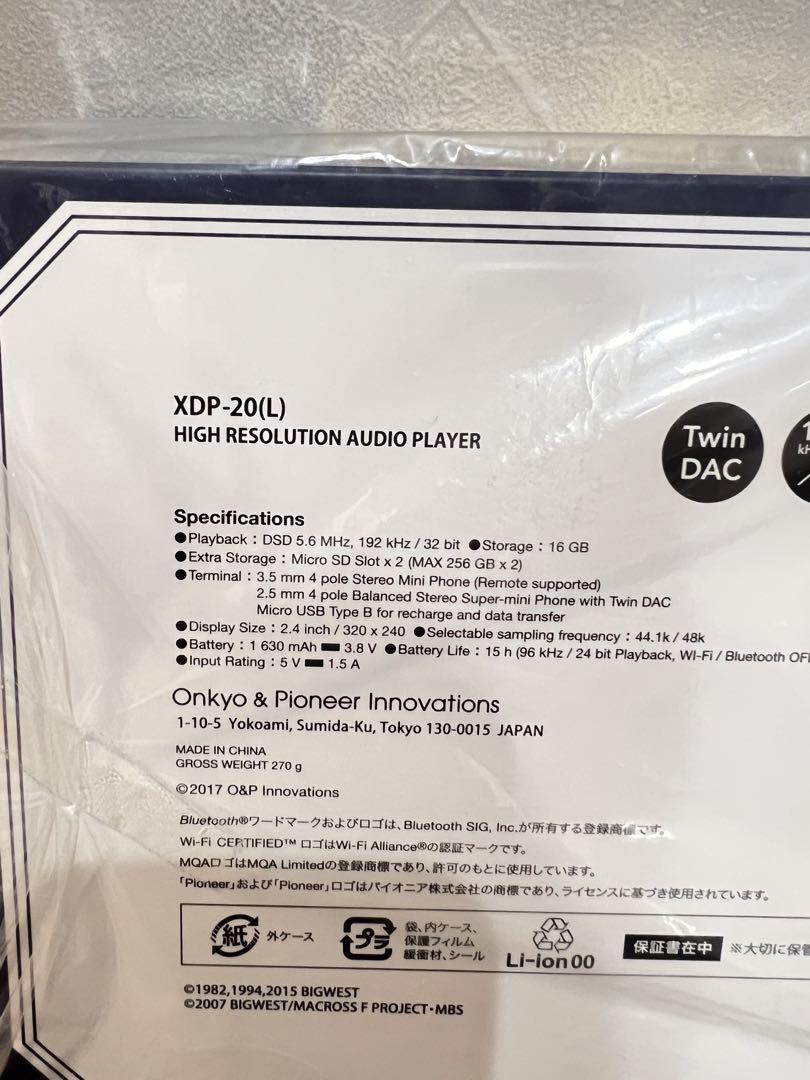 XDP-20(L)
HIGH RESOLUTION AUDIO PLAYER
Twin
DAC
Specifications
●Playback : DSD 5.6 MHz, 192 kHz / 32 bit ●Storage : 16 GB
●Extra Storage : Micro SD Slot x 2 (MAX 256 GB x 2)
●Terminal : 3.5 mm 4 pole Stereo Mini Phone (Remote supported)
2.5 mm 4 pole Balanced Stereo Super-mini Phone with Twin DAC
Micro USB Type B for recharge and data transfer
●Display Size : 2.4 inch / 320 x 240 ●Selectable sampling frequency : 44.1k / 48k
●Battery : 1 630 mAh 3.8 V ●Battery Life : 15 h (96 kHz / 24 bit Playback, WI-Fi / Bluetooth
●Input Rating : 5 V 1.5 A
Onkyo & Pioneer Innovations
1-10-5 Yokoami, Sumida-Ku, Tokyo 130-0015 JAPAN
MADE IN CHINA
GROSS WEIGHT 270 g
©2017 O&P Innovations
Bluetooth®ワードマークおよびロゴは、Bluetooth SIG, Inc.が所有する登録商標です。
Wi-Fi CERTIFIED™ ロゴはWi-Fi Allianceの認証マークです。
MQAロゴはMQA Limitedの登録商標であり、許可のもとに使用しています。
「Pioneer」および「Pioneer」ロゴはパイオニア株式会社の商標であり、ライセンスに基づき使用されています。
紙 外ケース
プラ 袋、内ケース、
保護フィルム
緩衝材、シール
Li-ion 00
保証書在中 ※大切に保管
©1982,1994,2015 BIGWEST
©2007 BIGWEST/MACROSS F PROJECT・MBS